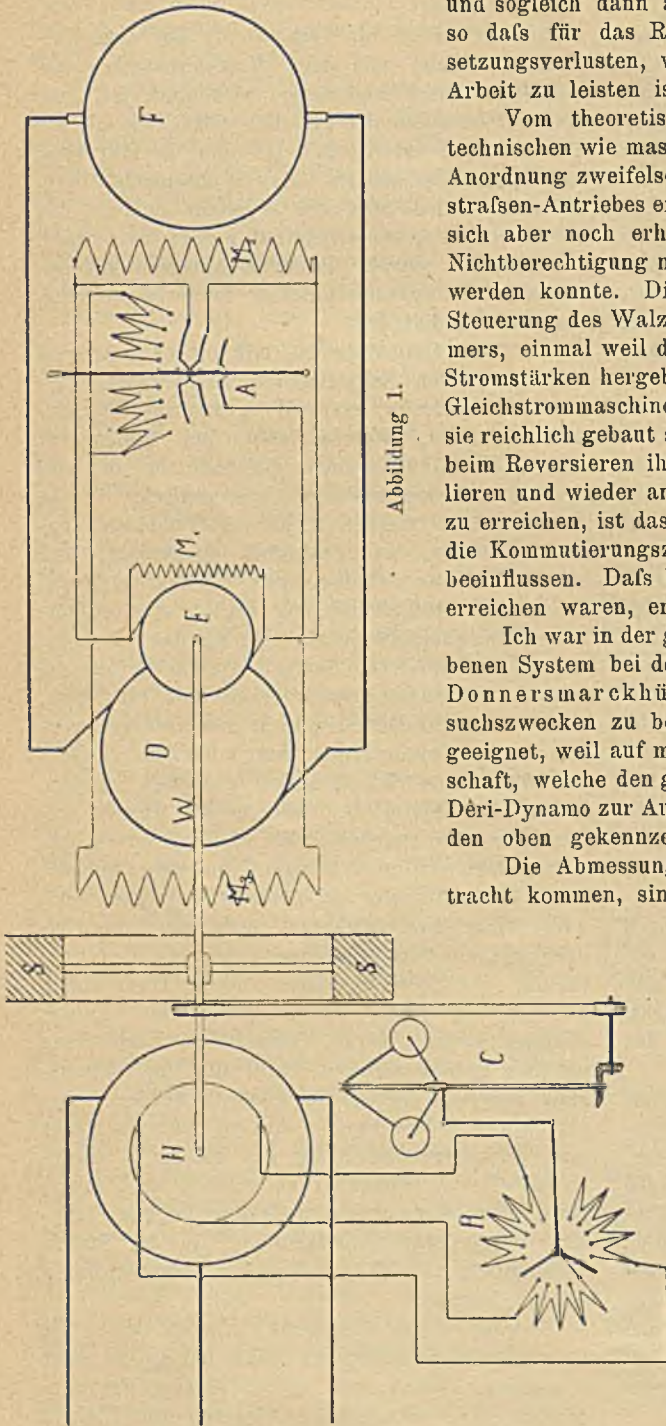 und sogleich dann
so daſs für das R
setzungsverlusten,
Arbeit zu leisten is
Vom theoretis
technischen wie mas
Anordnung zweifels
straſsen-Antriebes e
sich aber noch erh
Nichtberechtigung
werden konnte. Di
Steuerung des Walz
mers, einmal weil d
Stromstärken hergel
Gleichstrommaschine
sie reichlich gebaut
beim Reversieren ih
lieren und wieder a
zu erreichen, ist das
die Kommutierungsz
beeinflussen. Daſs
erreichen waren, e
Ich war in der g
benen System bei de
Donnersmarckhü
suchszwecken zu b
geeignet, weil auf m
schaft, welche den g
Dèri-Dynamo zur Au
den oben gekennze
Die Abmessun
tracht kommen, sin
Abbildung 1.
F
A
M.
E
D
W
S
S
H
C
R